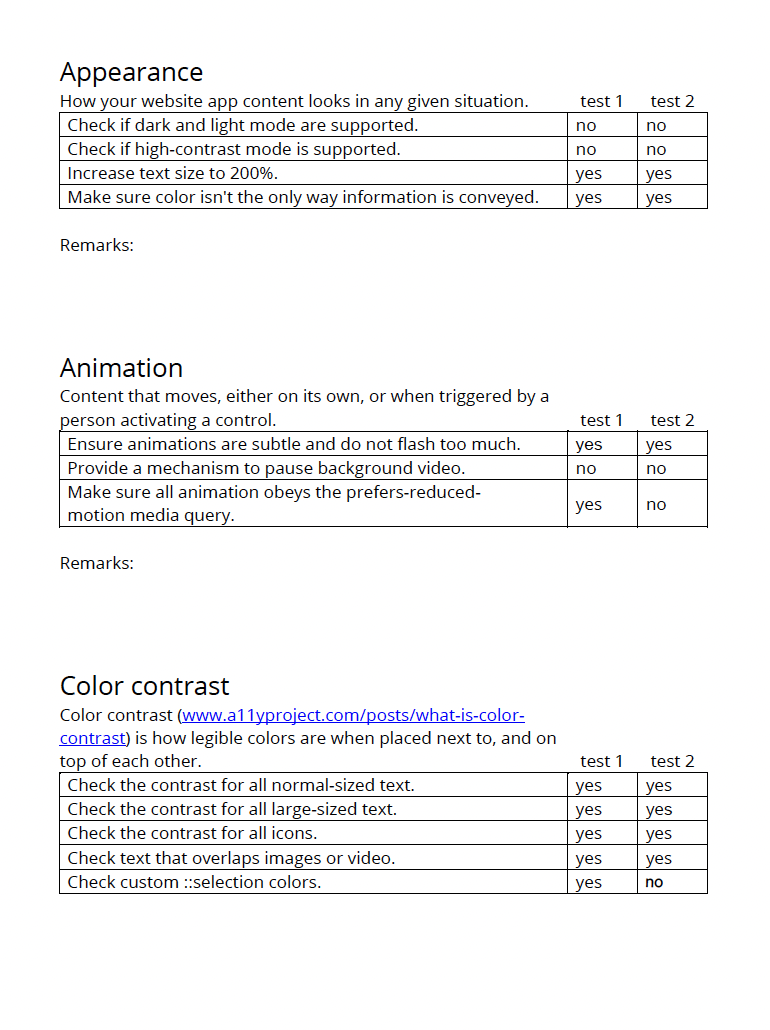 Appearance
How your website app content looks in any given situation. test 1 test 2
Check if dark and light mode are supported. no no
Check if high-contrast mode is supported. no no
Increase text size to 200%. yes yes
Make sure color isn't the only way information is conveyed. yes yes
Remarks:
Animation
Content that moves, either on its own, or when triggered by a
person activating a control. test 1 test 2
Ensure animations are subtle and do not flash too much. yes yes
Provide a mechanism to pause background video. no no
Make sure all animation obeys the prefers-reduced-
motion media query. yes no
Remarks:
Color contrast
Color contrast (www.a11yproject.com/posts/what-is-color-
contrast) is how legible colors are when placed next to, and on
top of each other. test 1 test 2
Check the contrast for all normal-sized text. yes yes
Check the contrast for all large-sized text. yes yes
Check the contrast for all icons. yes yes
Check text that overlaps images or video. yes yes
Check custom ::selection colors. yes no